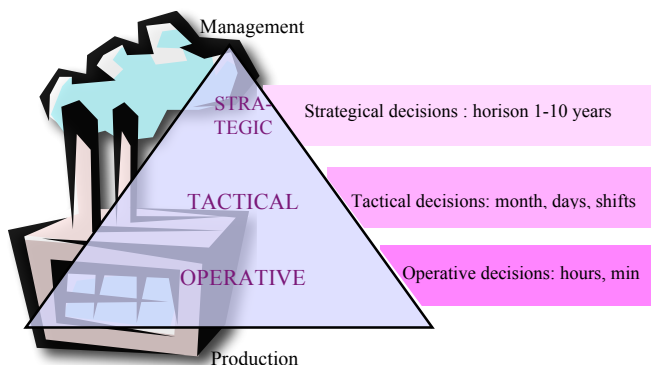 Management
STRA-
TEGIC
Strategical decisions : horison 1-10 years
TACTICAL
Tactical decisions: month, days, shifts
OPERATIVE
Operative decisions: hours, min
Production